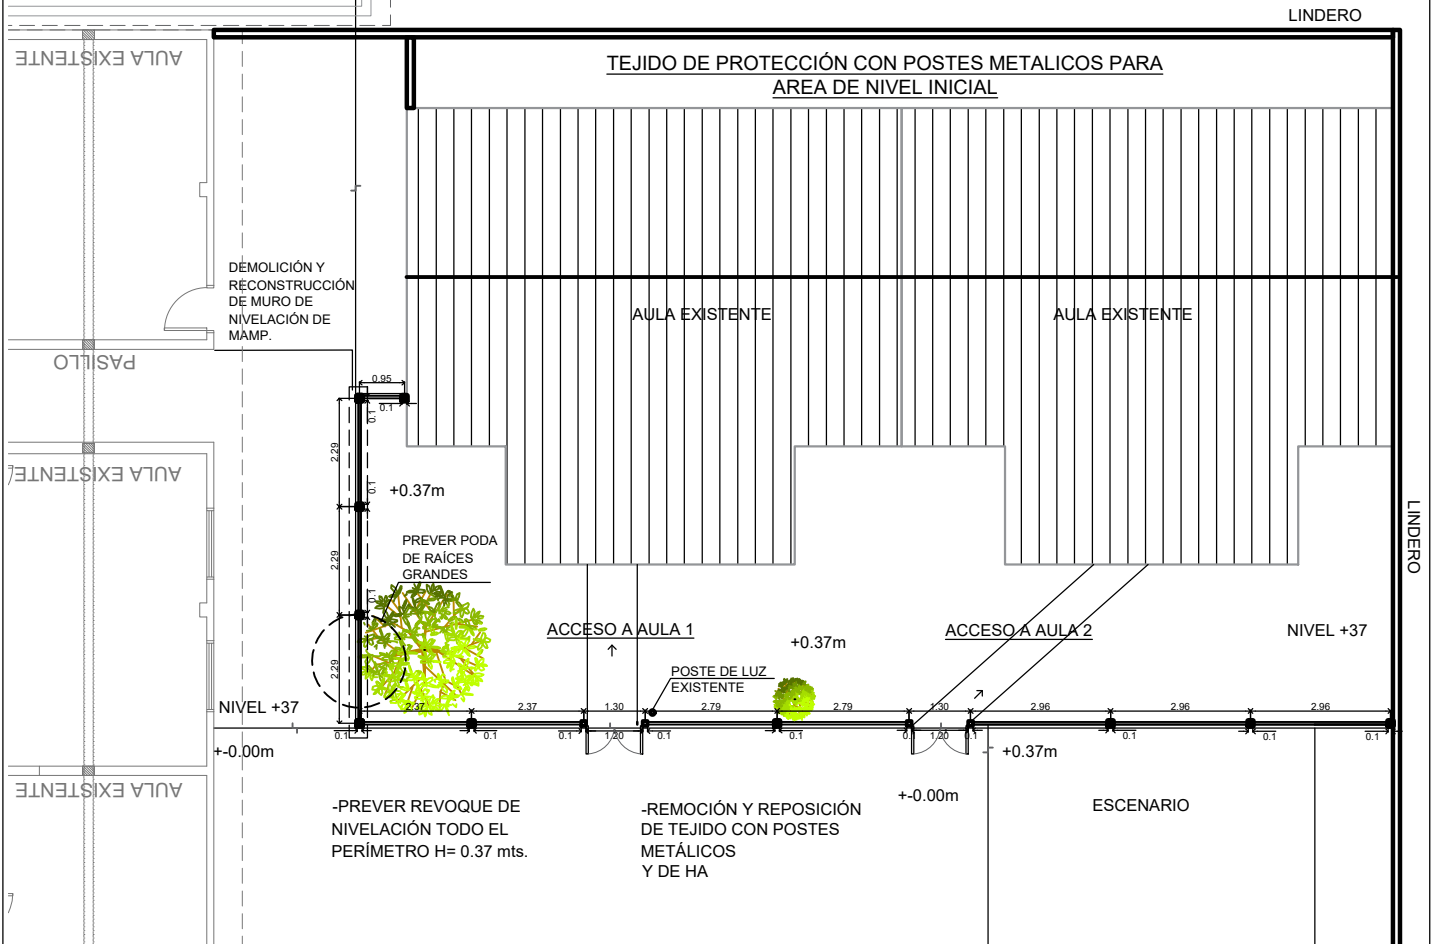 LINDERO
TEJIDO DE PROTECCIÓN CON POSTES METALICOS PARA
AREA DE NIVEL INICIAL
AULA EXISTENTE
DEMOLICIÓN Y
RECONSTRUCCIÓN
DE MURO DE
NIVELACIÓN DE
MAMP.
AULA EXISTENTE
AULA EXISTENTE
PASILLO
0.95
0.1
0.1
2.29
AULA EXISTENTE
0.1
+0.37m
LINDERO
PREVER PODA
DE RAÍCES
GRANDES
2.29
0.1
ACCESO A AULA 1
+0.37m
ACCESO A AULA 2
NIVEL +37
2.29
POSTE DE LUZ
EXISTENTE
NIVEL +37
2.37
2.37
1.30
2.79
2.79
1.30
2.96
2.96
2.96
0.1
0.1
0.1
1.20
0.1
0.1
0.1
1.20
0.1
0.1
0.1
+-0.00m
+0.37m
AULA EXISTENTE
+-0.00m
ESCENARIO
-PREVER REVOQUE DE
NIVELACIÓN TODO EL
PERÍMETRO H= 0.37 mts.
-REMOCIÓN Y REPOSICIÓN
DE TEJIDO CON POSTES
METÁLICOS
Y DE HA